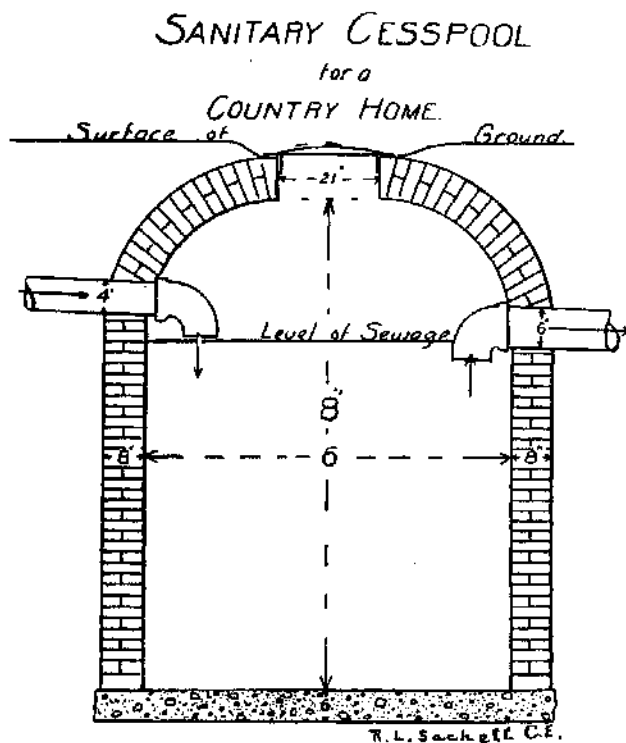 SANITARY CESSPOOL
for a
COUNTRY HOME.
Surface of Ground.
21"
4'
6'
Level of Sewage
8"
8' 6 8"
6
R.L. Sackett C.E.